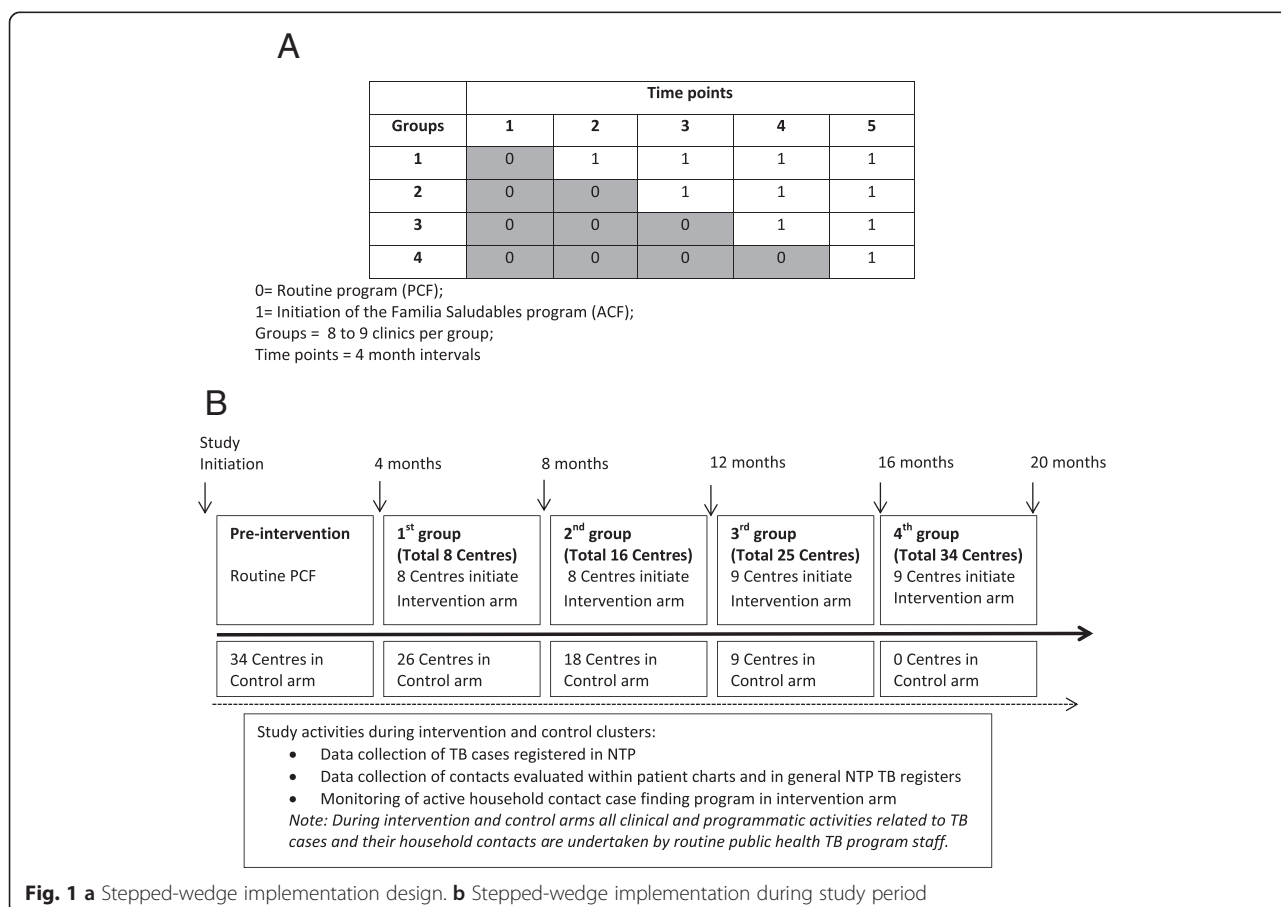 A
Time points
Groups 1 2 3 4 5
1 0 1 1 1 1
2 0 0 1 1 1
3 0 0 0 1 1
4 0 0 0 0 1
0= Routine program (PCF);
1= Initiation of the Familia Saludables program (ACF);
Groups = 8 to 9 clinics per group;
Time points = 4 month intervals
B
Study
Initiation
4 months
8 months
12 months
16 months
20 months
Pre-intervention
Routine PCF
1st group
(Total 8 Centres)
8 Centres initiate
Intervention arm
2nd group
(Total 16 Centres)
8 Centres initiate
Intervention arm
3rd group
(Total 25 Centres)
9 Centres initiate
Intervention arm
4th group
(Total 34 Centres)
9 Centres initiate
Intervention arm
34 Centres in
Control arm
26 Centres in
Control arm
18 Centres in
Control arm
9 Centres in
Control arm
0 Centres in
Control arm
Study activities during intervention and control clusters:
• Data collection of TB cases registered in NTP
• Data collection of contacts evaluated within patient charts and in general NTP TB registers
• Monitoring of active household contact case finding program in intervention arm
Note: During intervention and control arms all clinical and programmatic activities related to TB
cases and their household contacts are undertaken by routine public health TB program staff.
Fig. 1 a Stepped-wedge implementation design. b Stepped-wedge implementation during study period